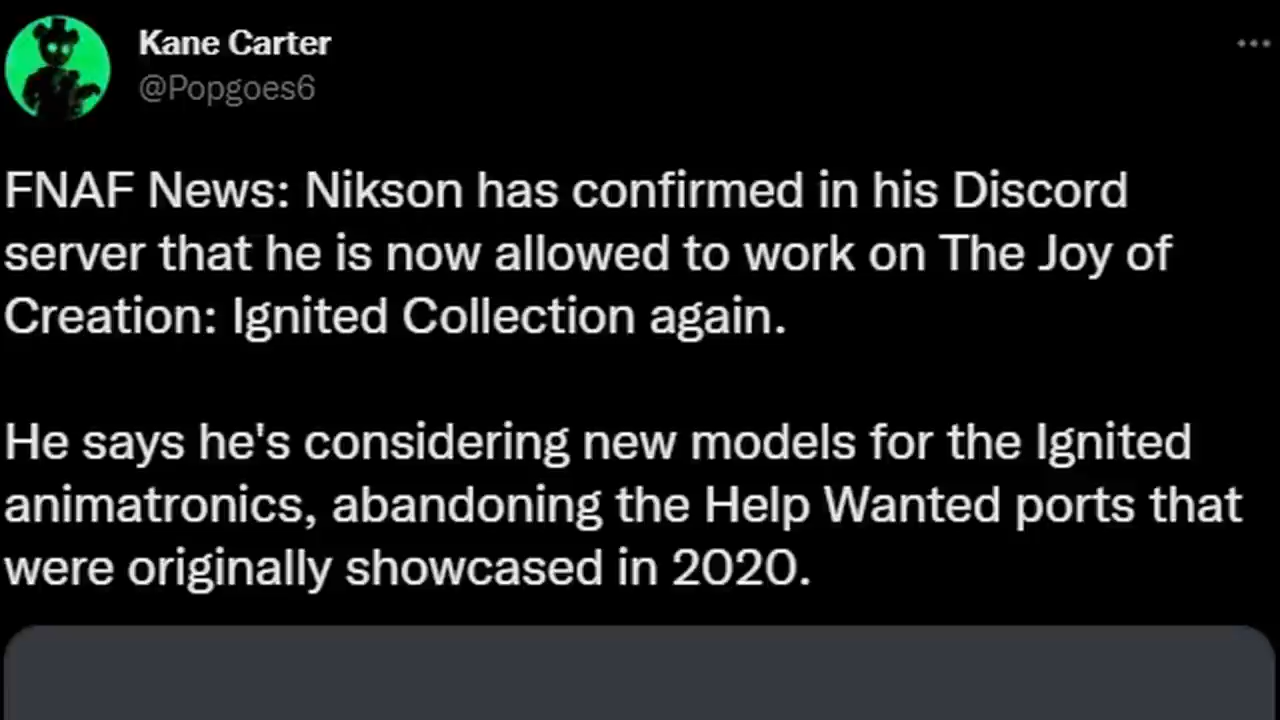 Kane Carter
@Popgoes6
FNAF News: Nikson has confirmed in his Discord
server that he is now allowed to work on The Joy of
Creation: Ignited Collection again.
He says he's considering new models for the Ignited
animatronics, abandoning the Help Wanted ports that
were originally showcased in 2020.